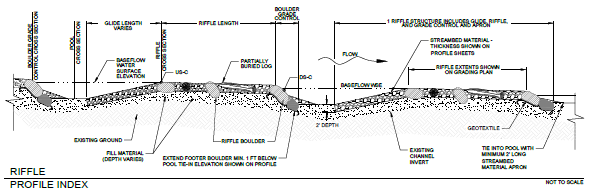 BOULDER GRADE
CONTROL CROSS SECTION
POOL
CROSS SECTION
GLIDE LENGTH
VARIES
RIFFLE
CROSS SECTION
RIFFLE LENGTH
BOULDER
GRADE
CONTROL
1 RIFFLE STRUCTURE INCLUDES GLIDE, RIFFLE,
AND GRADE CONTROL AND APRON
BASEFLOW
WATER
SURFACE
ELEVATION
US-C
PARTIALLY
BURIED LOG
DS-C
FLOW
STREAMBED MATERIAL -
THICKNESS SHOWN ON
PROFILE SHEETS
RIFFLE EXTENTS SHOWN
ON GRADING PLAN
BASEFLOW WSE
2' DEPTH
EXISTING GROUND
FILL MATERIAL
(DEPTH VARIES)
RIFFLE BOULDER
EXTEND FOOTER BOULDER MIN. 1 FT BELOW
POOL TIE-IN ELEVATION SHOWN ON PROFILE
EXISTING
CHANNEL
INVERT
GEOTEXTILE
TIE INTO POOL WITH
MINIMUM 2' LONG
STREAMBED
MATERIAL APRON
RIFFLE
PROFILE INDEX
NOT TO SCALE